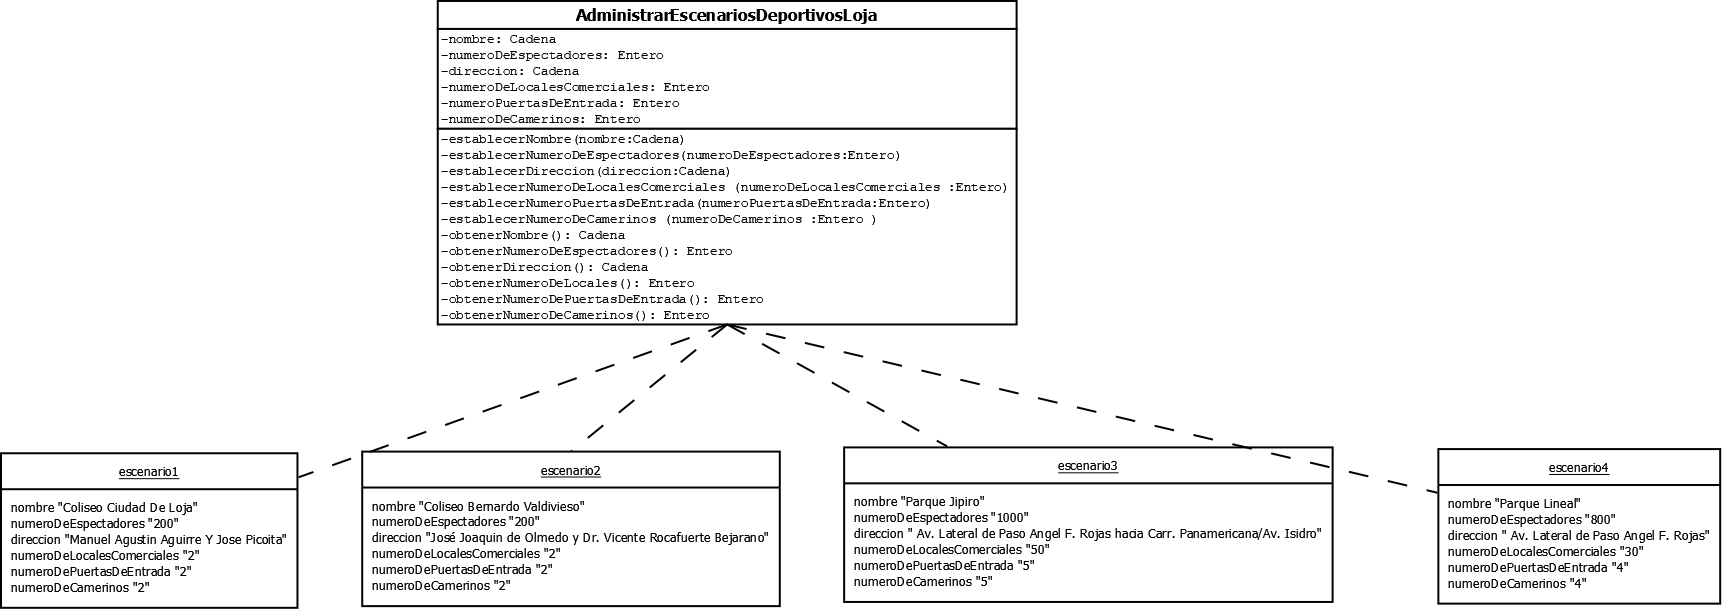 AdministrarEscenariosDeportivosLoja
-nombre: Cadena
-numeroDeEspectadores: Entero
-direccion: Cadena
-numeroDeLocalesComerciales: Entero
-numeroPuertasDeEntrada: Entero
-numeroDeCamerinos: Entero
-establecerNombre(nombre:Cadena)
-establecerNumeroDeEspectadores(numeroDeEspectadores:Entero)
-establecerDireccion(direccion:Cadena)
-establecerNumeroDeLocalesComerciales (numeroDeLocalesComerciales :Entero)
-establecerNumeroPuertasDeEntrada(numeroPuertasDeEntrada:Entero)
-establecerNumeroDeCamerinos (numeroDeCamerinos :Entero )
-obtenerNombre(): Cadena
-obtenerNumeroDeEspectadores(): Entero
-obtenerDireccion(): Cadena
-obtenerNumeroDeLocales(): Entero
-obtenerNumeroDePuertasDeEntrada(): Entero
-obtenerNumeroDeCamerinos(): Entero
escenario1
nombre "Coliseo Ciudad De Loja"
numeroDeEspectadores "200"
direccion "Manuel Agustin Aguirre Y Jose Picoita"
numeroDeLocalesComerciales "2"
numeroDePuertasDeEntrada "2"
numeroDeCamerinos "2"
escenario2
nombre "Coliseo Bernardo Valdivieso"
numeroDeEspectadores "200"
direccion "José Joaquin de Olmedo y Dr. Vicente Rocafuerte Bejarano"
numeroDeLocalesComerciales "2"
numeroDePuertasDeEntrada "2"
numeroDeCamerinos "2"
escenario3
nombre "Parque Jipiro"
numeroDeEspectadores "1000"
direccion " Av. Lateral de Paso Angel F. Rojas hacia Carr. Panamericana/Av. Isidro"
numeroDeLocalesComerciales "50"
numeroDePuertasDeEntrada "5"
numeroDeCamerinos "5"
escenario4
nombre "Parque Lineal"
numeroDeEspectadores "800"
direccion " Av. Lateral de Paso Angel F. Rojas"
numeroDeLocalesComerciales "30"
numeroDePuertasDeEntrada "4"
numeroDeCamerinos "4"